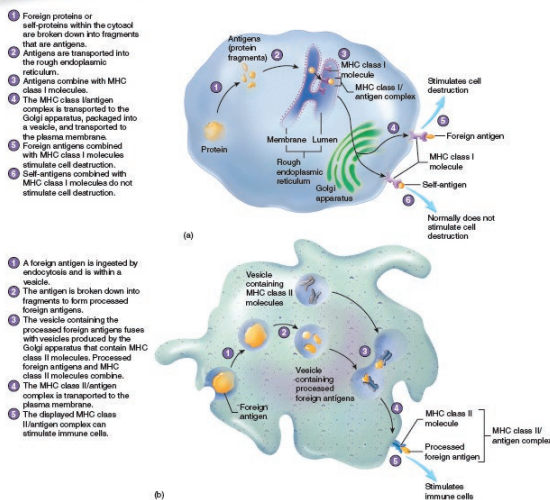 1 Foreign proteins or
self-proteins within the cytosol
are broken down into fragments
that are antigens.
2 Antigens are transported into
the rough endoplasmic
reticulum.
3 Antigens combine with MHC
class I molecules.
4 The MHC class I/antigen
complex is transported to the
Golgi apparatus, packaged into
a vesicle, and transported to
the plasma membrane.
5 Foreign antigens combined
with MHC class I molecules
stimulate cell destruction.
6 Self-antigens combined with
MHC class I molecules do not
stimulate cell destruction.
Antigens
(protein
fragments)
1
2
3
MHC class I
molecule
MHC class I/
antigen complex
Protein
Membrane Lumen
Rough
endoplasmic
reticulum
Golgi
apparatus
4
Stimulates cell
destruction
5
Foreign antigen
MHC class I
molecule
Self-antigen
6
Normally does not
stimulate cell
destruction
(a)
1 A foreign antigen is ingested by
endocytosis and is within a
vesicle.
2 The antigen is broken down into
fragments to form processed
foreign antigens.
3 The vesicle containing the
processed foreign antigens fuses
with vesicles produced by the
Golgi apparatus that contain MHC
class II molecules. Processed
foreign antigens and MHC
class II molecules combine.
4 The MHC class II/antigen
complex is transported to the
plasma membrane.
5 The displayed MHC class
II/antigen complex can
stimulate immune cells.
Vesicle
containing
MHC class II
molecules
1
2
3
Foreign
antigen
Vesicle
containing
processed
foreign antigens
4
MHC class II
molecule
Processed
foreign antigen
MHC class II/
antigen complex
5
Stimulates
immune cells
(b)